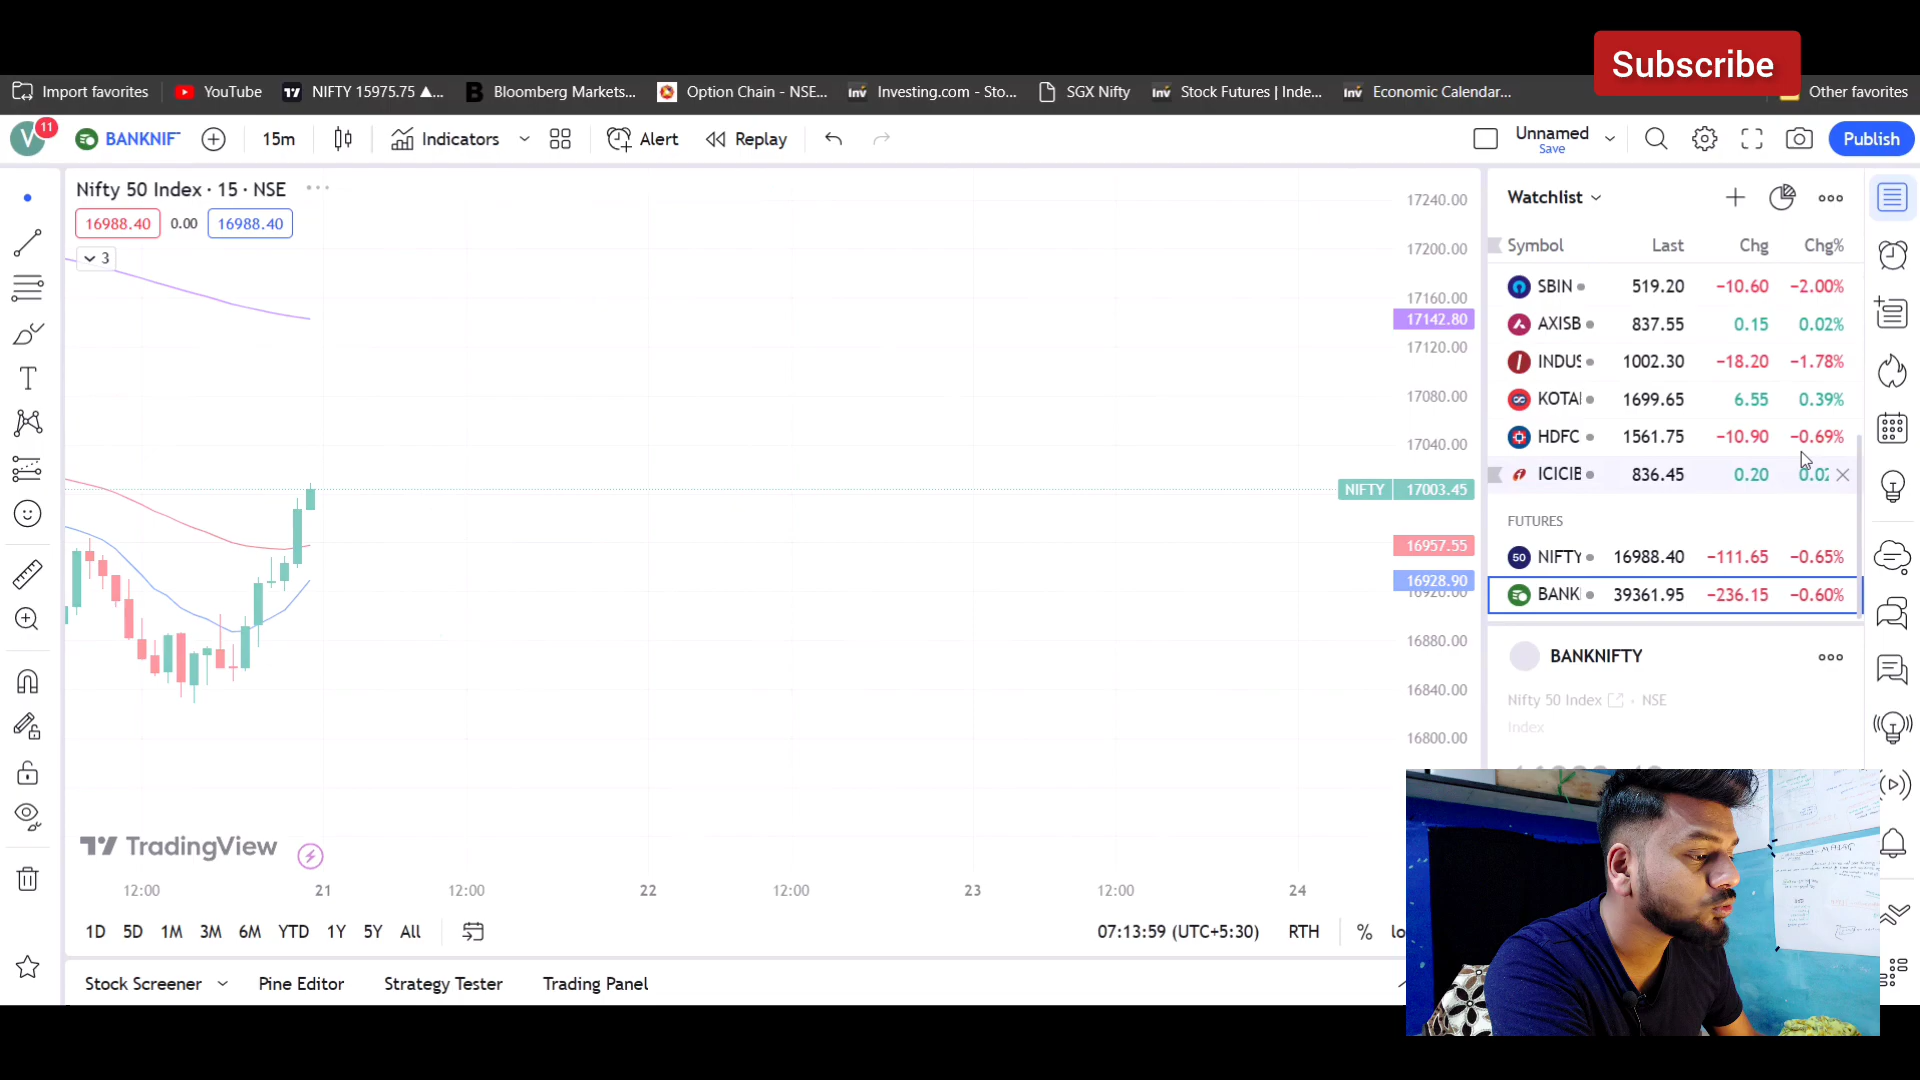 Subscribe
Import favorites YouTube NIFTY 15975.75 ▲... Bloomberg Markets... Option Chain - NSE... Investing.com - Sto... SGX Nifty Stock Futures | Inde... Economic Calendar... Other favorites
V 11 BANKNIF 15m Indicators Alert Replay Unnamed Save Publish
Nifty 50 Index · 15 · NSE
16988.40 0.00 16988.40
3
17240.00
17200.00
17160.00
17142.80
17120.00
17080.00
17040.00
NIFTY 17003.45
16957.55
16928.90
16920.00
16880.00
16840.00
16800.00
TradingView
12:00 21 12:00 22 12:00 23 12:00 24
1D 5D 1M 3M 6M YTD 1Y 5Y All 07:13:59 (UTC+5:30) RTH % lo
Stock Screener Pine Editor Strategy Tester Trading Panel
Watchlist
Symbol Last Chg Chg%
SBIN 519.20 −10.60 −2.00%
AXISB 837.55 0.15 0.02%
INDUS 1002.30 −18.20 −1.78%
KOTAI 1699.65 6.55 0.39%
HDFC 1561.75 −10.90 −0.69%
ICICIB 836.45 0.20 0.02
FUTURES
50 NIFTY 16988.40 −111.65 −0.65%
BANK 39361.95 −236.15 −0.60%
BANKNIFTY
Nifty 50 Index · NSE
Index